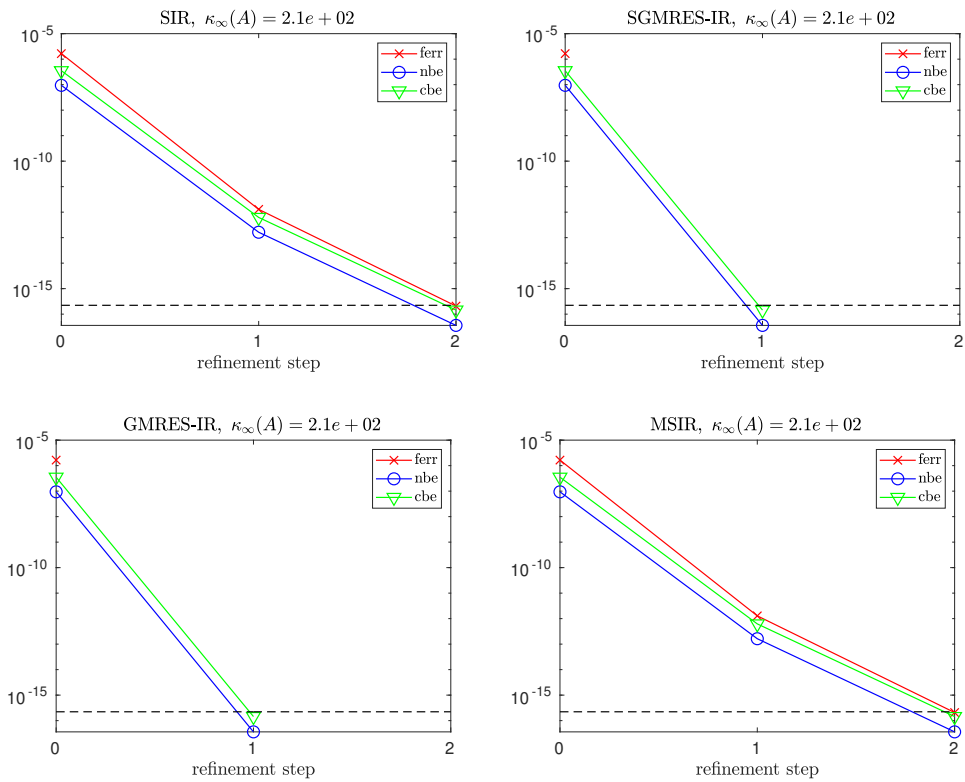 SIR, κ∞(A) = 2.1e + 02
10^-5
10^-10
10^-15
0
1
2
refinement step
ferr
nbe
cbe
SGMRES-IR, κ∞(A) = 2.1e + 02
10^-5
10^-10
10^-15
0
1
2
refinement step
ferr
nbe
cbe
GMRES-IR, κ∞(A) = 2.1e + 02
10^-5
10^-10
10^-15
0
1
2
refinement step
ferr
nbe
cbe
MSIR, κ∞(A) = 2.1e + 02
10^-5
10^-10
10^-15
0
1
2
refinement step
ferr
nbe
cbe